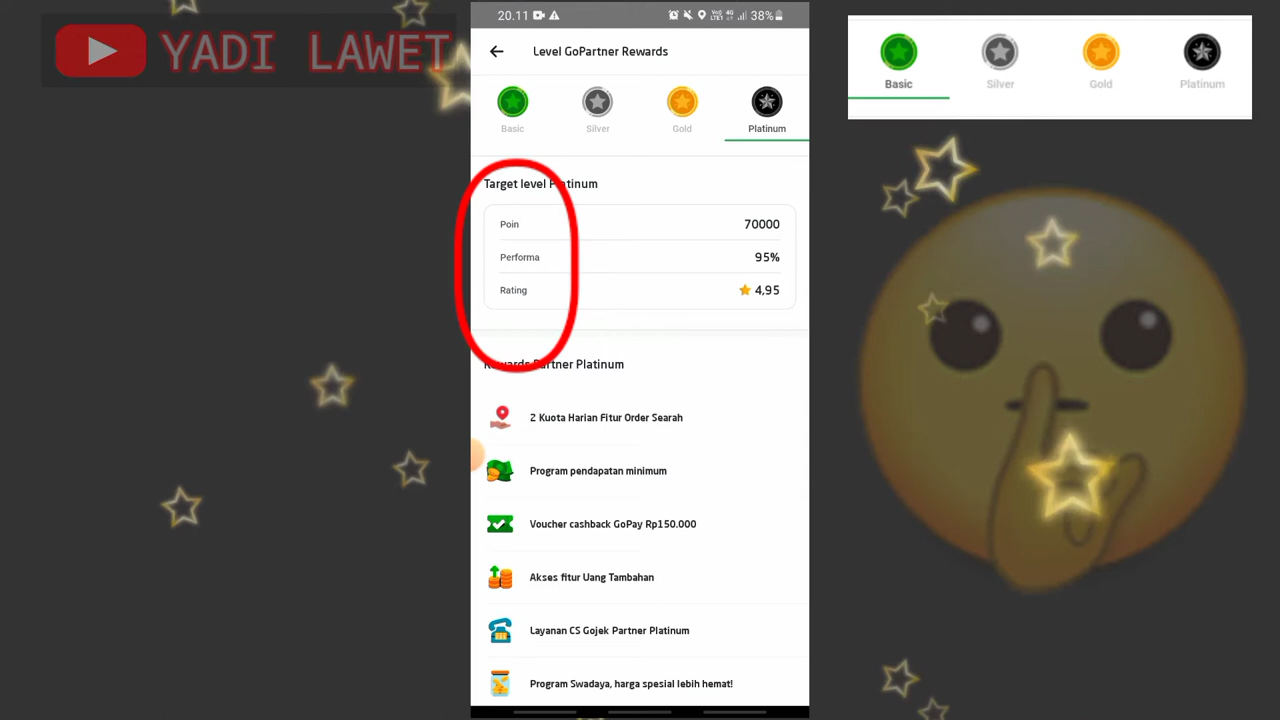 YADI LAWET
20.11
38%
Level GoPartner Rewards
Basic
Silver
Gold
Platinum
Target level Platinum
Poin
70000
Performa
95%
Rating
4,95
Rewards Partner Platinum
2 Kuota Harian Fitur Order Searah
Program pendapatan minimum
Voucher cashback GoPay Rp150.000
Akses fitur Uang Tambahan
Layanan CS Gojek Partner Platinum
Program Swadaya, harga spesial lebih hemat!
Basic
Silver
Gold
Platinum